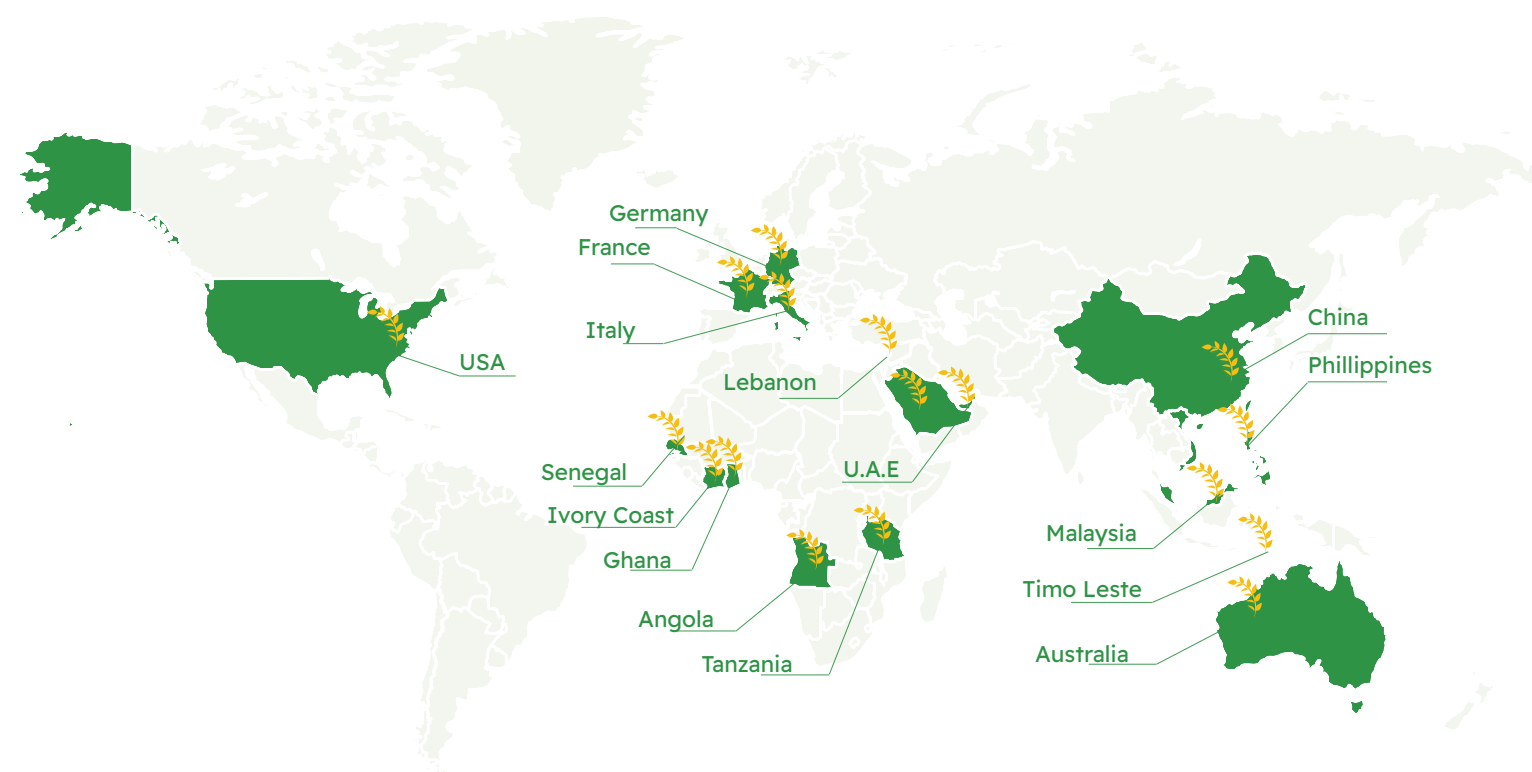 Germany
France
Italy
USA
Lebanon
China
Phillippines
Senegal
U.A.E
Ivory Coast
Ghana
Malaysia
Timo Leste
Angola
Australia
Tanzania